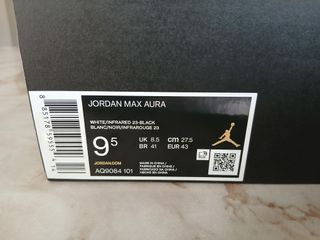 JORDAN MAX AURA
WHITE/INFRARED 23-BLACK
BLANC/NOIR/INFRAROUGE 23
9.5
UK 8.5
cm 27.5
BR 41
EUR 43
MADE IN CHINA
FABRIQUÉ EN CHINE
FABRICADO EN CHINA
JORDAN.COM
AQ9084 101